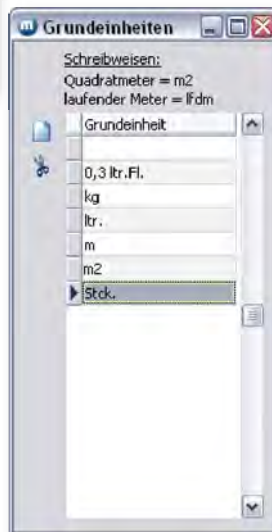 Grundeinheiten
Schreibweisen:
Quadratmeter = m2
laufender Meter = lfdm
Grundeinheit
0,3 ltr.Fl.
kg
ltr.
m
m2
Stck.